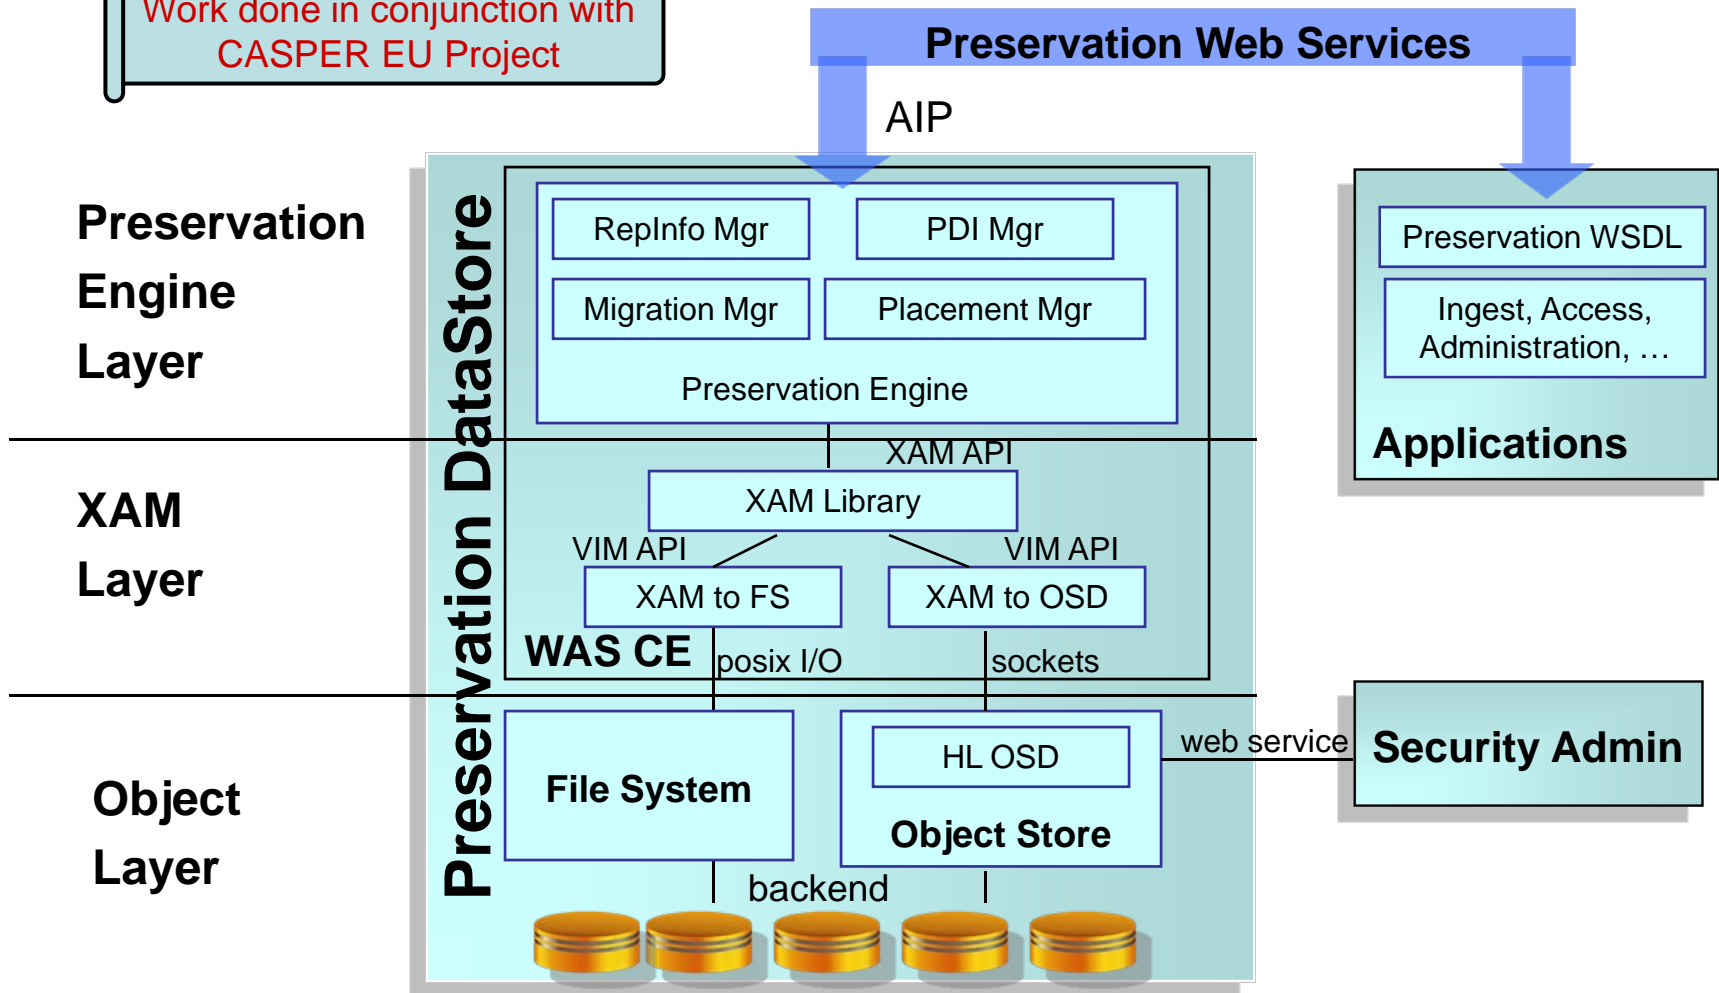 Work done in conjunction with
CASPER EU Project
Preservation Web Services
AIP
Preservation
Engine
Layer
Preservation DataStore
RepInfo Mgr
PDI Mgr
Migration Mgr
Placement Mgr
Preservation Engine
Preservation WSDL
Ingest, Access,
Administration, …
Applications
XAM
Layer
XAM API
XAM Library
VIM API
VIM API
XAM to FS
XAM to OSD
WAS CE
posix I/O
sockets
Object
Layer
File System
HL OSD
Object Store
web service
Security Admin
backend